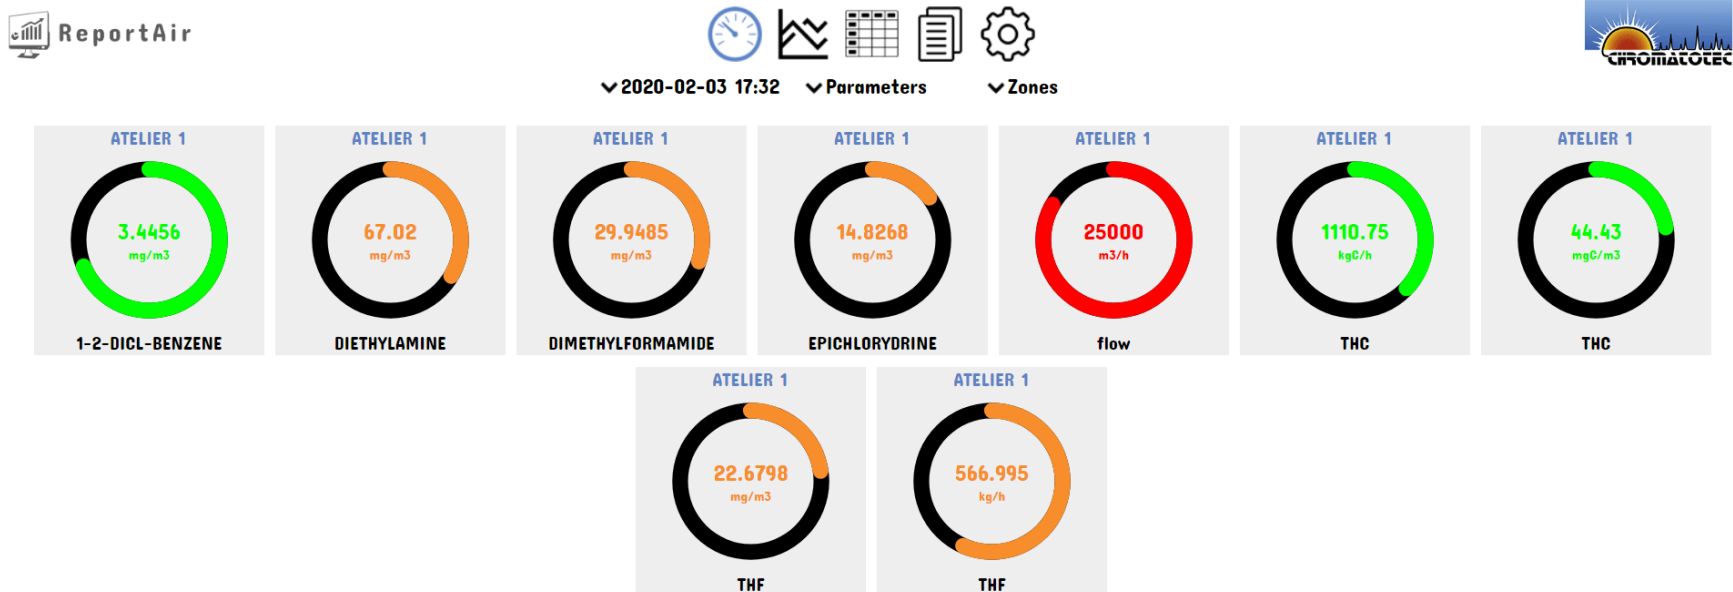 ReportAir
CHROMATOTEC
2020-02-03 17:32
Parameters
Zones
ATELIER 1
3.4456
mg/m3
1-2-DICL-BENZENE
ATELIER 1
67.02
mg/m3
DIETHYLAMINE
ATELIER 1
29.9485
mg/m3
DIMETHYLFORMAMIDE
ATELIER 1
14.8268
mg/m3
EPICHLORYDRINE
ATELIER 1
25000
m3/h
flow
ATELIER 1
1110.75
kgC/h
THC
ATELIER 1
44.43
mgC/m3
THC
ATELIER 1
22.6798
mg/m3
THF
ATELIER 1
566.995
kg/h
THF